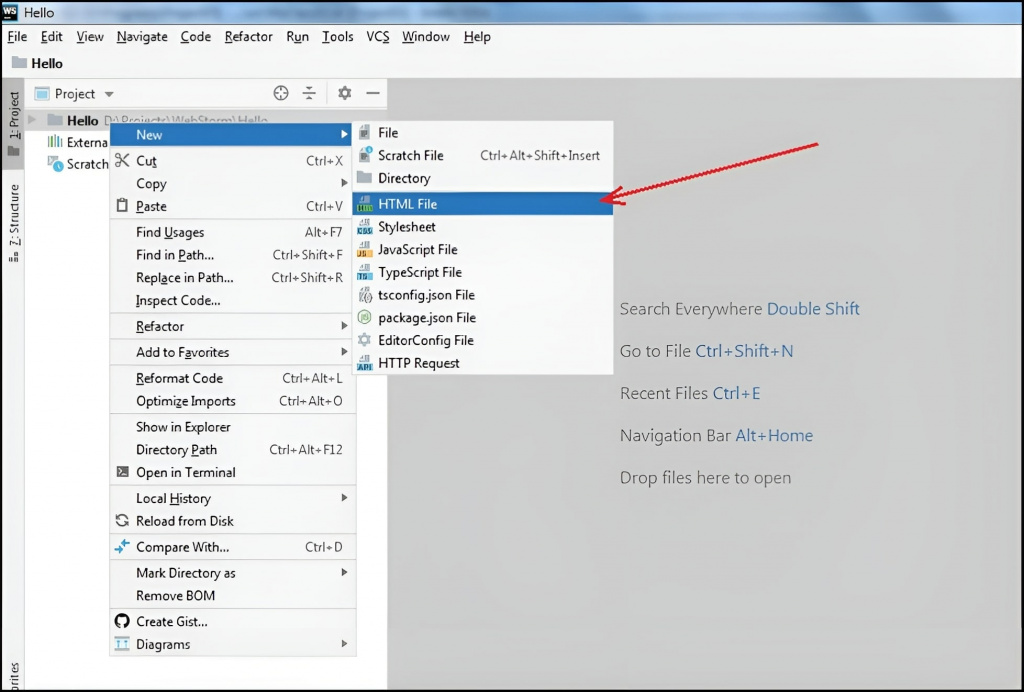 WS Hello
File Edit View Navigate Code Refactor Run Tools VCS Window Help
Hello
Project
1: Project
7: Structure
Hello D:\Projects\WebStorm\Hello
Externa
Scratch
New
Cut Ctrl+X
Copy
Paste Ctrl+V
Find Usages Alt+F7
Find in Path... Ctrl+Shift+F
Replace in Path... Ctrl+Shift+R
Inspect Code...
Refactor
Add to Favorites
Reformat Code Ctrl+Alt+L
Optimize Imports Ctrl+Alt+O
Show in Explorer
Directory Path Ctrl+Alt+F12
Open in Terminal
Local History
Reload from Disk
Compare With... Ctrl+D
Mark Directory as
Remove BOM
Create Gist...
Diagrams
File
Scratch File Ctrl+Alt+Shift+Insert
Directory
HTML File
Stylesheet
JavaScript File
TypeScript File
tsconfig.json File
package.json File
EditorConfig File
HTTP Request
Search Everywhere Double Shift
Go to File Ctrl+Shift+N
Recent Files Ctrl+E
Navigation Bar Alt+Home
Drop files here to open
orites